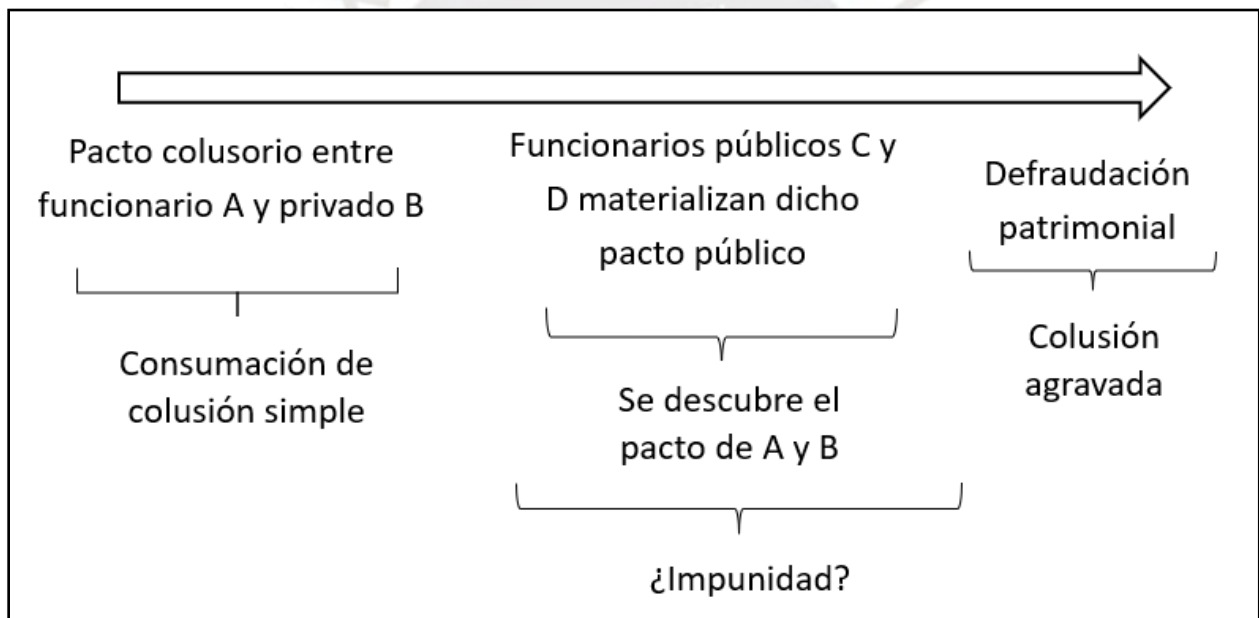 Pacto colusorio entre
funcionario A y privado B
Consumación de
colusión simple
Funcionarios públicos C y
D materializan dicho
pacto público
Se descubre el
pacto de A y B
¿Impunidad?
Defraudación
patrimonial
Colusión
agravada